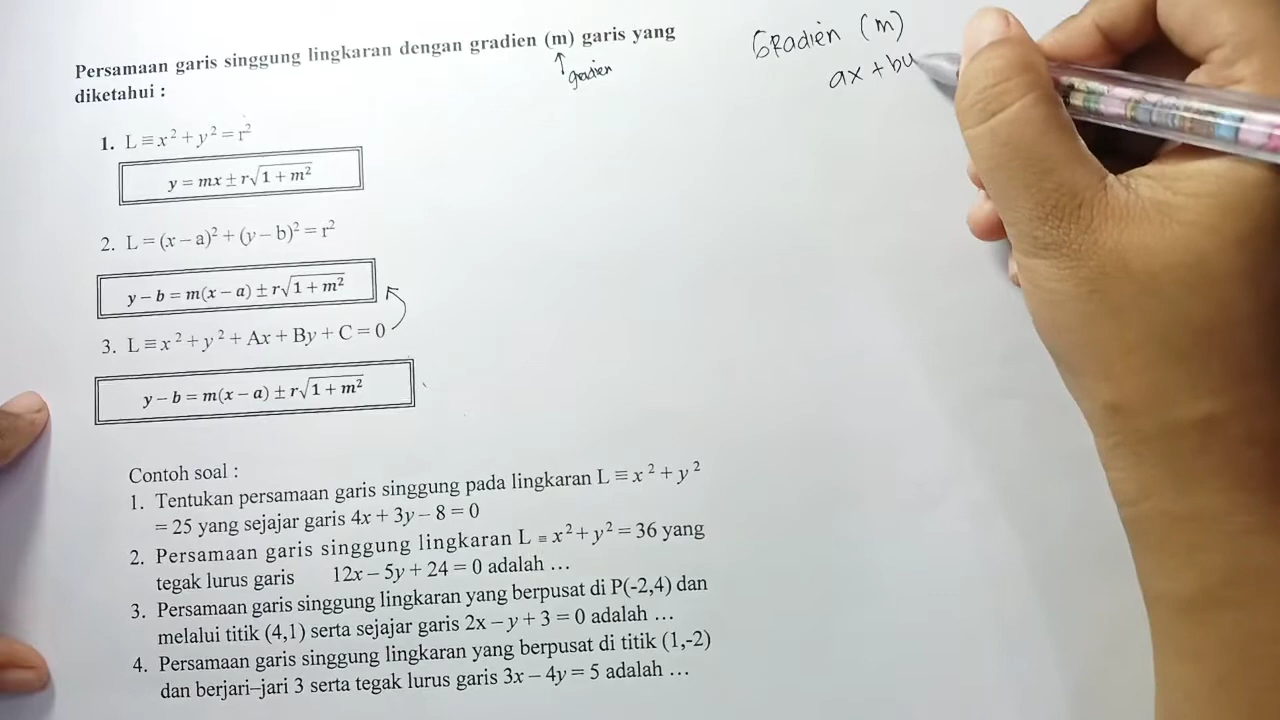 Persamaan garis singgung lingkaran dengan gradien (m) garis yang
diketahui :
↑ gradien
1. L ≡ x² + y² = r²
y = mx ± r√(1 + m²)
2. L = (x – a)² + (y – b)² = r²
y – b = m(x – a) ± r√(1 + m²)
3. L ≡ x² + y² + Ax + By + C = 0
y – b = m(x – a) ± r√(1 + m²)
Contoh soal :
1. Tentukan persamaan garis singgung pada lingkaran L ≡ x² + y²
= 25 yang sejajar garis 4x + 3y – 8 = 0
2. Persamaan garis singgung lingkaran L ≡ x² + y² = 36 yang
tegak lurus garis 12x – 5y + 24 = 0 adalah …
3. Persamaan garis singgung lingkaran yang berpusat di P(-2,4) dan
melalui titik (4,1) serta sejajar garis 2x – y + 3 = 0 adalah …
4. Persamaan garis singgung lingkaran yang berpusat di titik (1,-2)
dan berjari–jari 3 serta tegak lurus garis 3x – 4y = 5 adalah …
Gradien (m)
ax + by